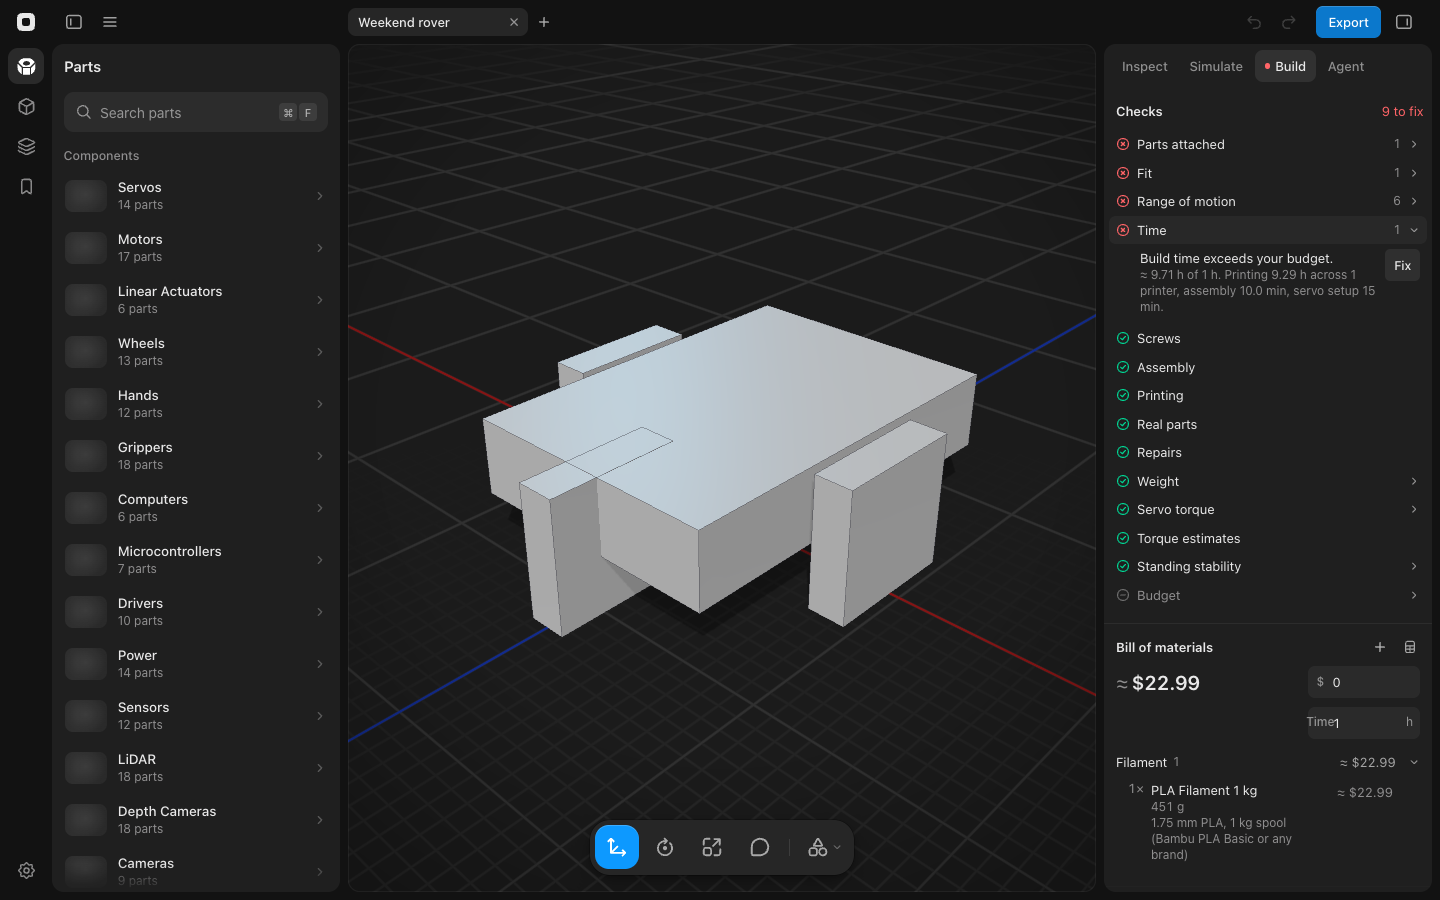 Weekend rover
Export
Parts
Search parts
⌘ F
Components
Servos
14 parts
Motors
17 parts
Linear Actuators
6 parts
Wheels
13 parts
Hands
12 parts
Grippers
18 parts
Computers
6 parts
Microcontrollers
7 parts
Drivers
10 parts
Power
14 parts
Sensors
12 parts
LiDAR
18 parts
Depth Cameras
18 parts
Cameras
9 parts
Inspect Simulate Build Agent
Checks 9 to fix
Parts attached 1
Fit 1
Range of motion 6
Time 1
Build time exceeds your budget.
≈ 9.71 h of 1 h. Printing 9.29 h across 1
printer, assembly 10.0 min, servo setup 15
min.
Fix
Screws
Assembly
Printing
Real parts
Repairs
Weight
Servo torque
Torque estimates
Standing stability
Budget
Bill of materials
≈ $22.99
$ 0
Time 1 h
Filament 1 ≈ $22.99
1× PLA Filament 1 kg ≈ $22.99
451 g
1.75 mm PLA, 1 kg spool
(Bambu PLA Basic or any
brand)